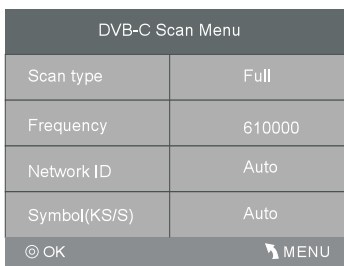 DVB-C Scan Menu
Scan type Full
Frequency 610000
Network ID Auto
Symbol(KS/S) Auto
OK MENU